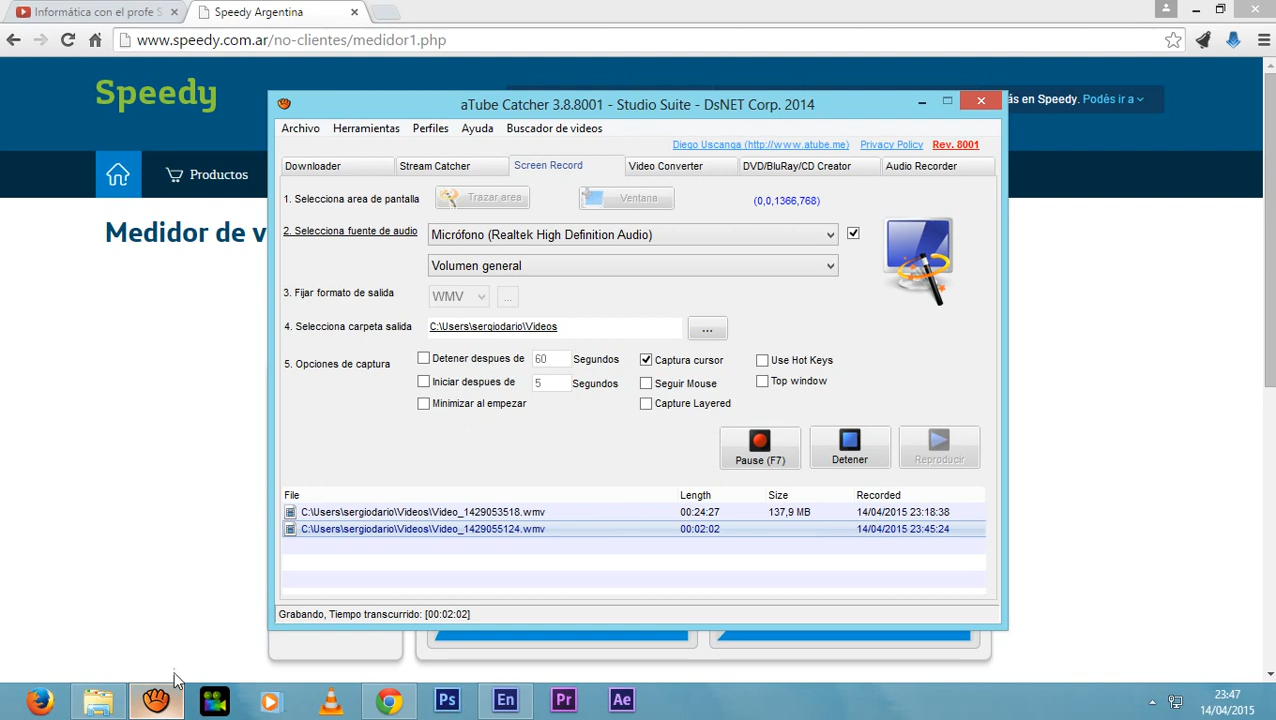 Informática con el profe S
Speedy Argentina
www.speedy.com.ar/no-clientes/medidor1.php
Speedy
ás en Speedy. Podés ir a
Productos
Medidor de v
aTube Catcher 3.8.8001 - Studio Suite - DsNET Corp. 2014
Archivo Herramientas Perfiles Ayuda Buscador de videos
Diego Uscanga (http://www.atube.me) Privacy Policy Rev. 8001
Downloader Stream Catcher Screen Record Video Converter DVD/BluRay/CD Creator Audio Recorder
1. Selecciona area de pantalla Trazar area Ventana (0,0,1366,768)
2. Selecciona fuente de audio Micrófono (Realtek High Definition Audio)
Volumen general
3. Fijar formato de salida WMV ...
4. Selecciona carpeta salida C:\Users\sergiodario\Videos ...
5. Opciones de captura Detener despues de 60 Segundos Captura cursor Use Hot Keys
Iniciar despues de 5 Segundos Seguir Mouse Top window
Minimizar al empezar Capture Layered
Pause (F7) Detener Reproducir
File Length Size Recorded
C:\Users\sergiodario\Videos\Video_1429053518.wmv 00:24:27 137,9 MB 14/04/2015 23:18:38
C:\Users\sergiodario\Videos\Video_1429055124.wmv 00:02:02 14/04/2015 23:45:24
Grabando, Tiempo transcurrido: [00:02:02]
Ps En Pr Ae
23:47
14/04/2015